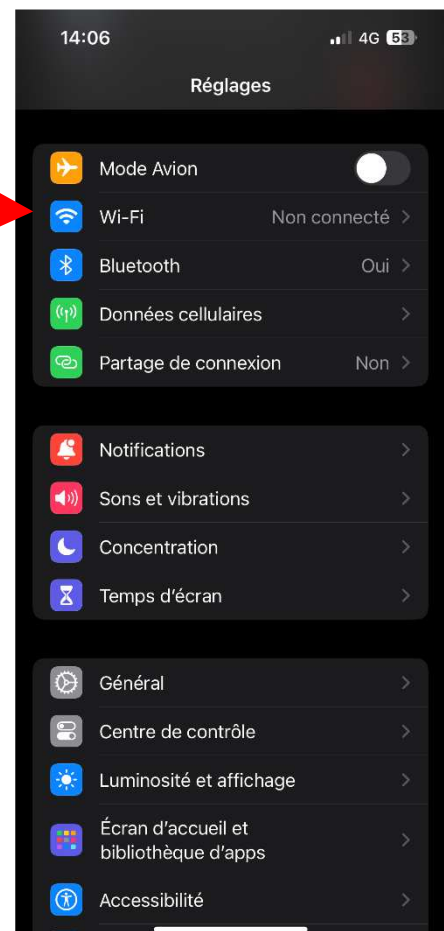 14:06 4G 53
Réglages
Mode Avion
Wi-Fi Non connecté
Bluetooth Oui
Données cellulaires
Partage de connexion Non
Notifications
Sons et vibrations
Concentration
Temps d'écran
Général
Centre de contrôle
Luminosité et affichage
Écran d'accueil et
bibliothèque d'apps
Accessibilité